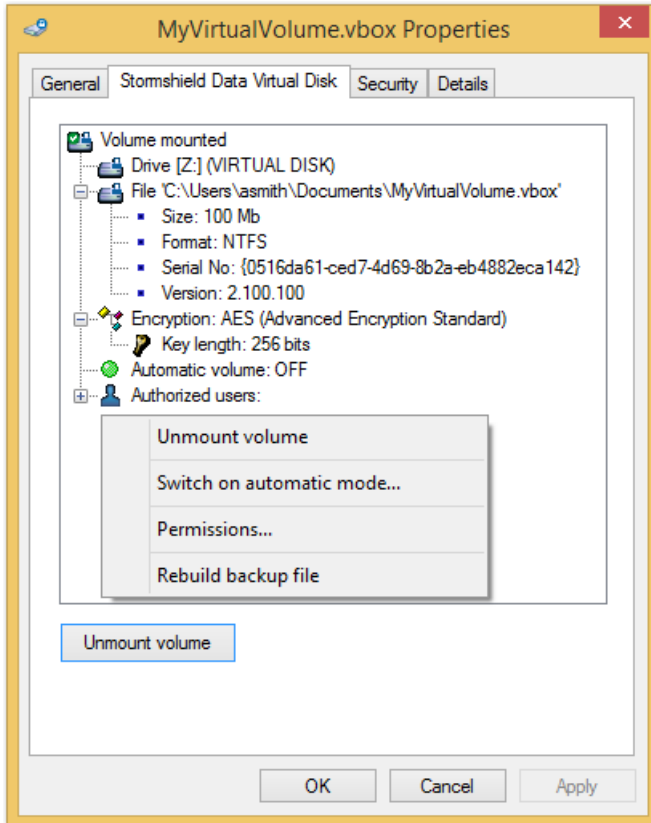 MyVirtualVolume.vbox Properties
General Stormshield Data Virtual Disk Security Details
Volume mounted
Drive [Z:] (VIRTUAL DISK)
File 'C:\Users\asmith\Documents\MyVirtualVolume.vbox'
Size: 100 Mb
Format: NTFS
Serial No: {0516da61-ced7-4d69-8b2a-eb4882eca142}
Version: 2.100.100
Encryption: AES (Advanced Encryption Standard)
Key length: 256 bits
Automatic volume: OFF
Authorized users:
Unmount volume
Switch on automatic mode...
Permissions...
Rebuild backup file
Unmount volume
OK Cancel Apply